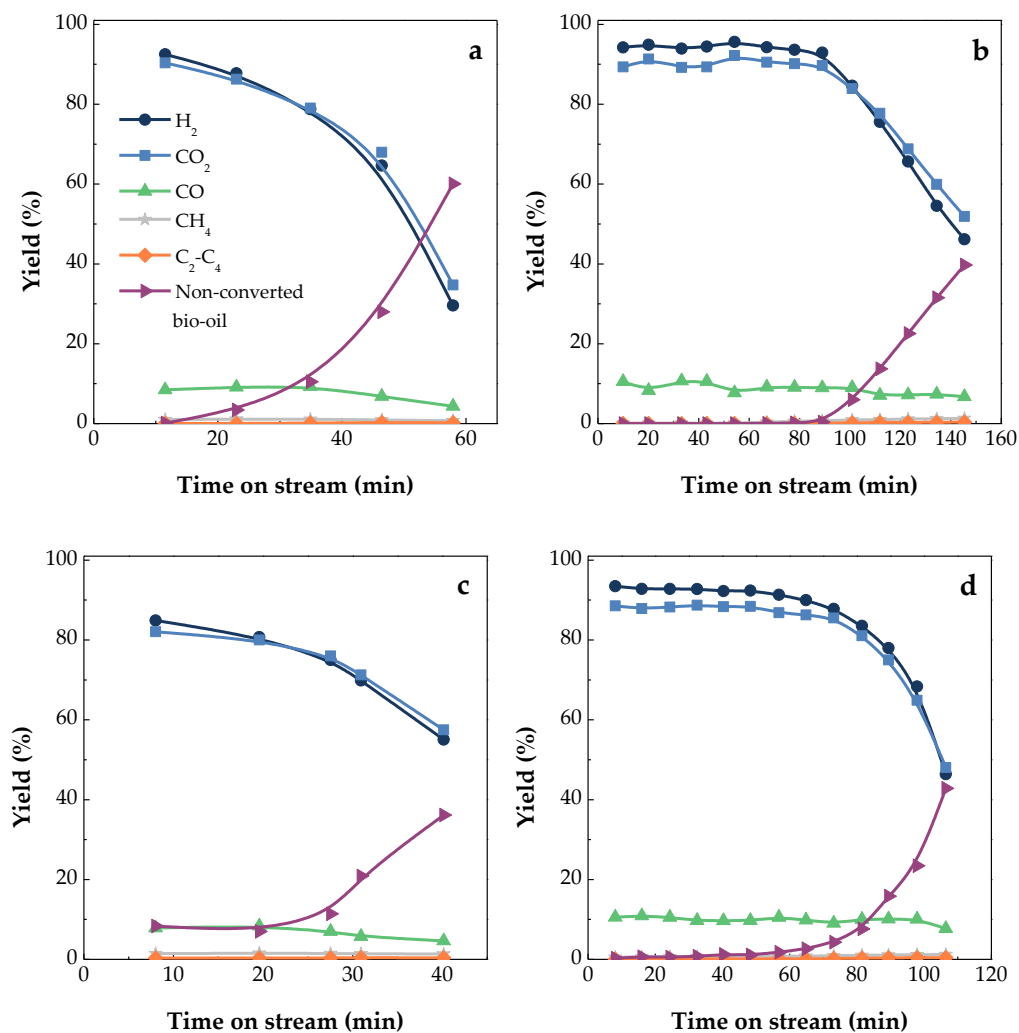 a
100
80
60
40
20
0
Yield (%)
H₂
CO₂
CO
CH₄
C₂-C₄
Non-converted
bio-oil
0 20 40 60
Time on stream (min)
b
100
80
60
40
20
0
Yield (%)
0 20 40 60 80 100 120 140 160
Time on stream (min)
c
100
80
60
40
20
0
Yield (%)
0 10 20 30 40
Time on stream (min)
d
100
80
60
40
20
0
Yield (%)
0 20 40 60 80 100 120
Time on stream (min)